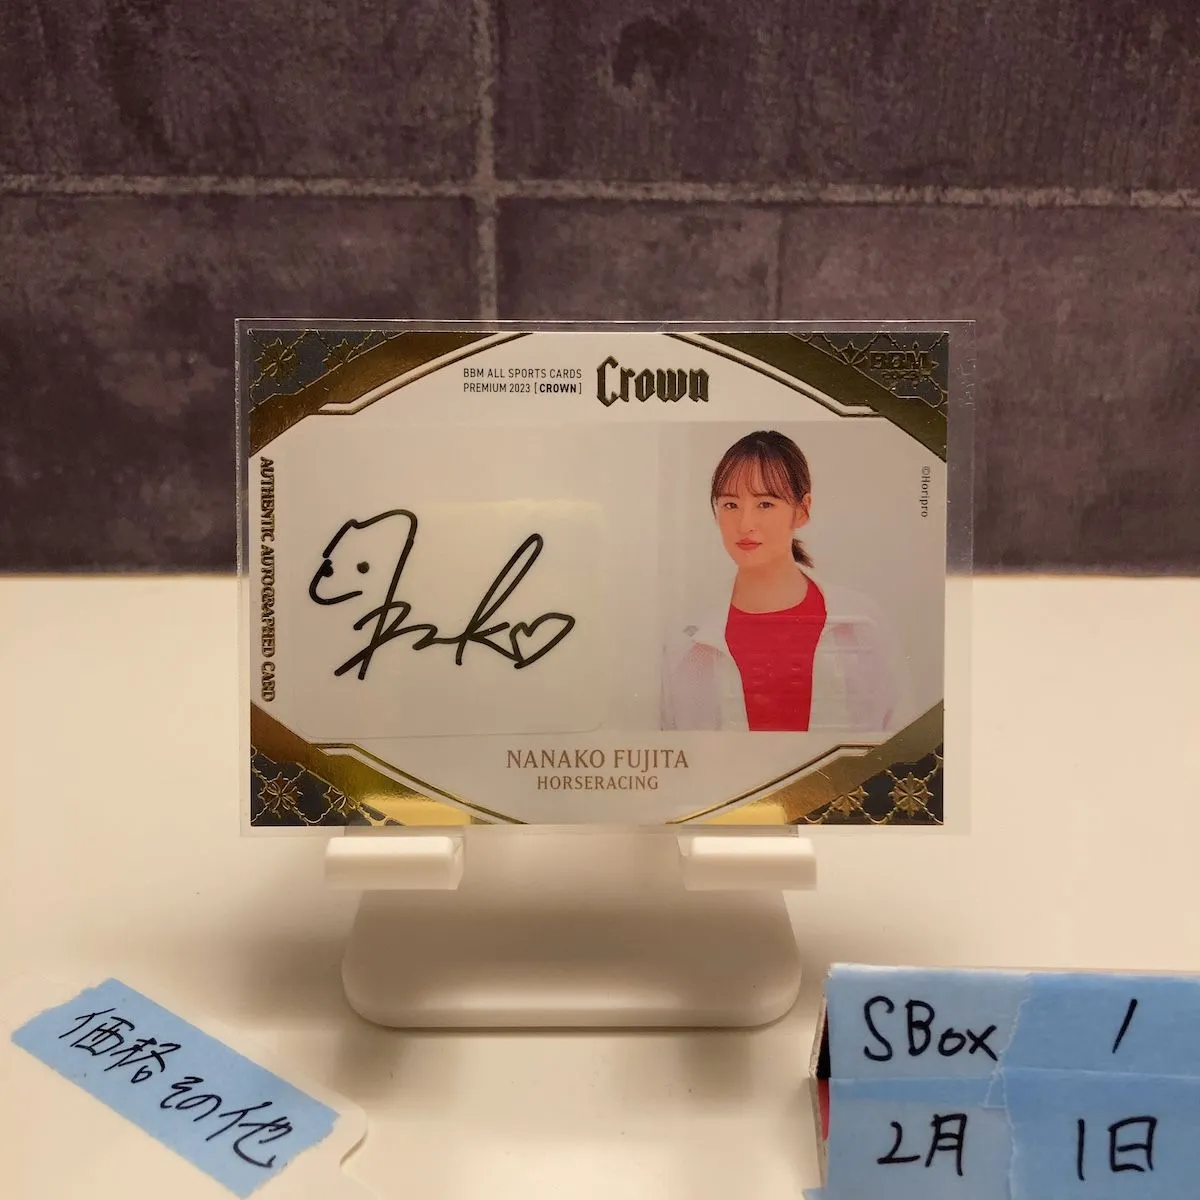 BBM ALL SPORTS CARDS
PREMIUM 2023 [CROWN]
Crown
BBM
AUTHENTIC AUTOGRAPHED CARD
©Horipro
NANAKO FUJITA
HORSERACING
価格その他
SBox 1
2月 1日